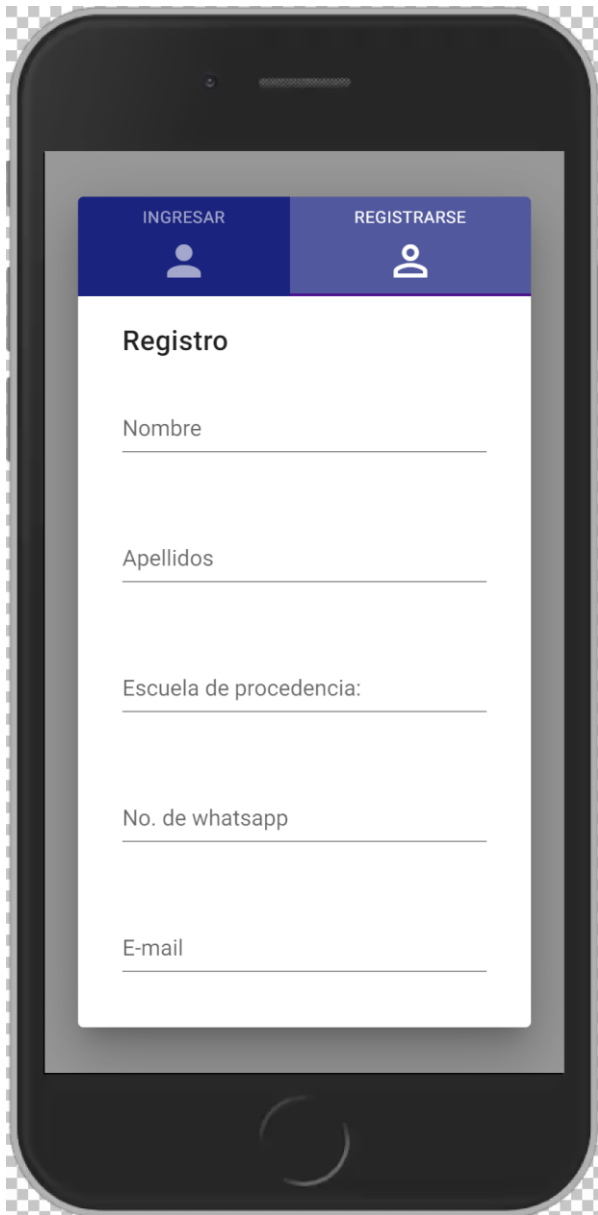 INGRESAR
REGISTRARSE
Registro
Nombre
Apellidos
Escuela de procedencia:
No. de whatsapp
E-mail